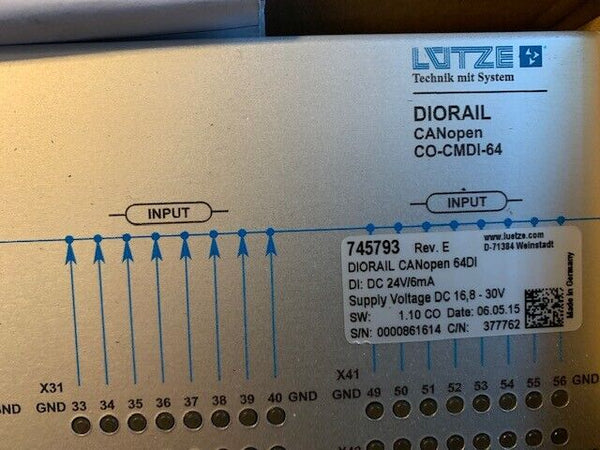 LÜTZE
Technik mit System
DIORAIL
CANopen
CO-CMDI-64
INPUT
INPUT
745793 Rev. E
www.luetze.com
D-71384 Weinstadt
DIORAIL CANopen 64DI
DI: DC 24V/6mA
Supply Voltage DC 16,8 - 30V
SW: 1.10 CO Date: 06.05.15
S/N: 0000861614 C/N: 377762
Made in Germany
X31
GND 33 34 35 36 37 38 39 40 GND
X41
49 50 51 52 53 54 55 56 GND